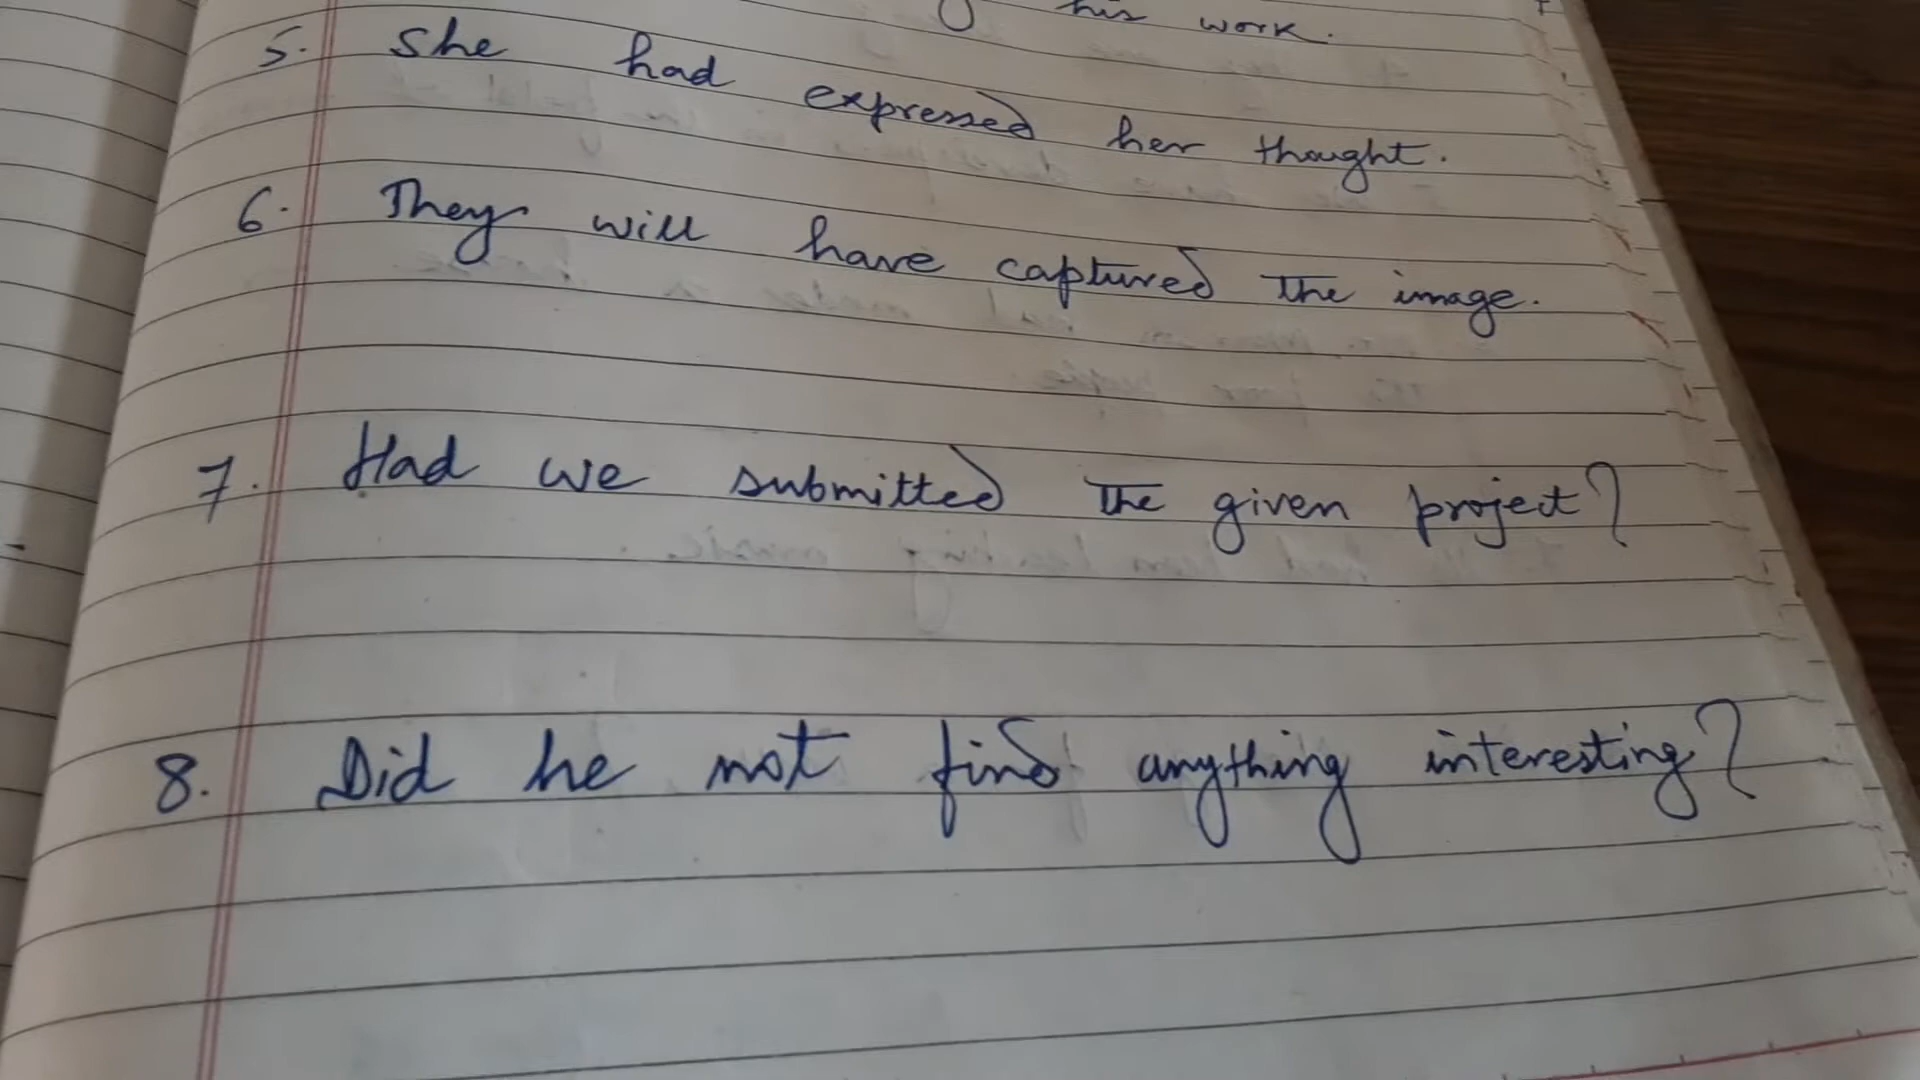 his work.
5. She had expressed her thought.
6. They will have captured the image.
7. Had we submitted the given project?
8. Did he not find anything interesting?